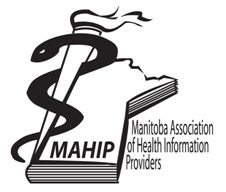 MAHIP
Manitoba Association
of Health Information
Providers